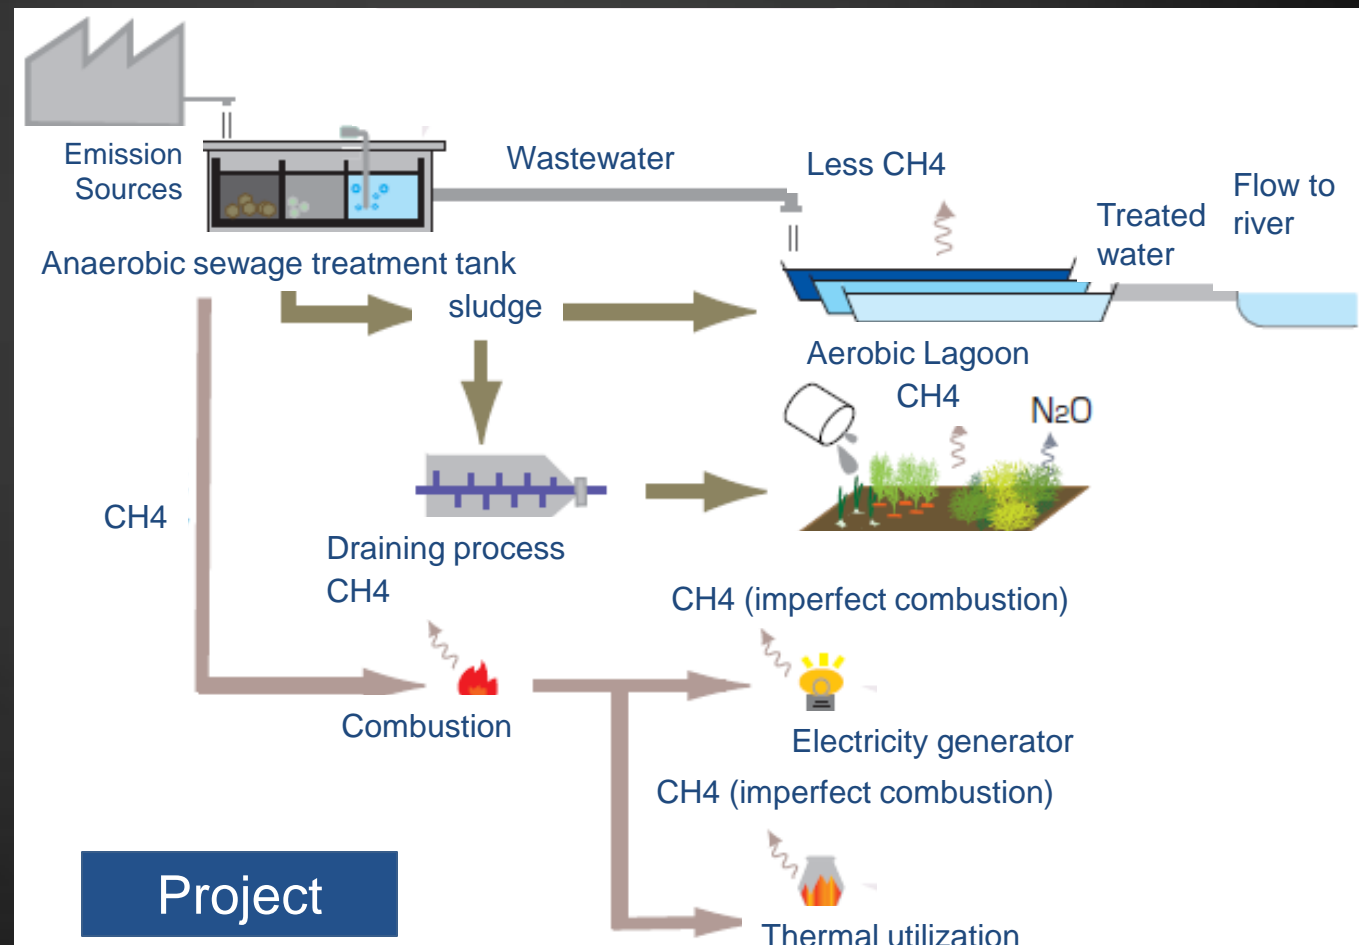 Emission
Sources
Wastewater
Less CH4
Flow to
river
Treated
water
Anaerobic sewage treatment tank
sludge
Aerobic Lagoon
CH4
N2O
CH4
Draining process
CH4
CH4 (imperfect combustion)
Combustion
Electricity generator
CH4 (imperfect combustion)
Project
Thermal utilization